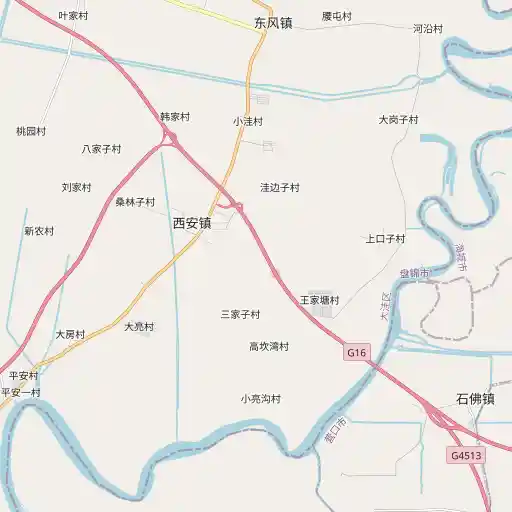 叶家村
东风镇
腰屯村
河沿村
韩家村
小洼村
大岗子村
桃园村
八家子村
刘家村
桑林子村
洼边子村
西安镇
新农村
上口子村
海城市
盘锦市
大洼区
王家塘村
三家子村
大房村
大亮村
高坎湾村
G16
平安村
平安一村
小亮沟村
石佛镇
营口市
G4513